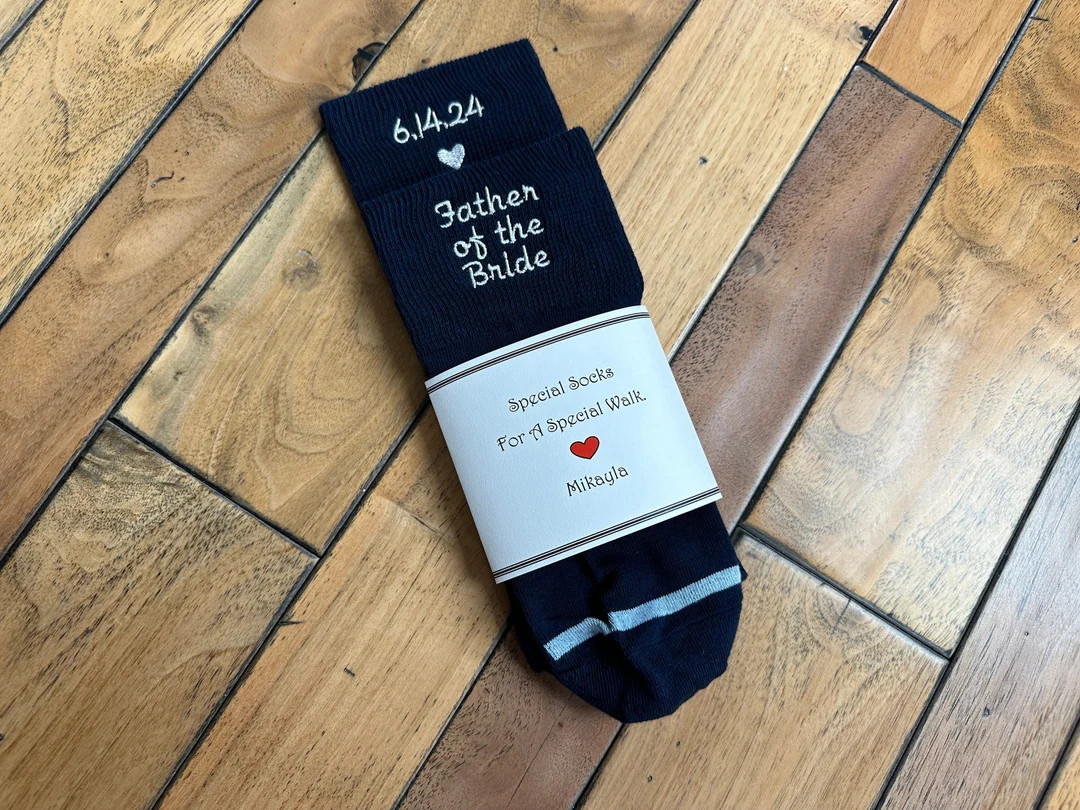 6.14.24
Father
of the
Bride
Special Socks
For A Special Walk.
Mikayla